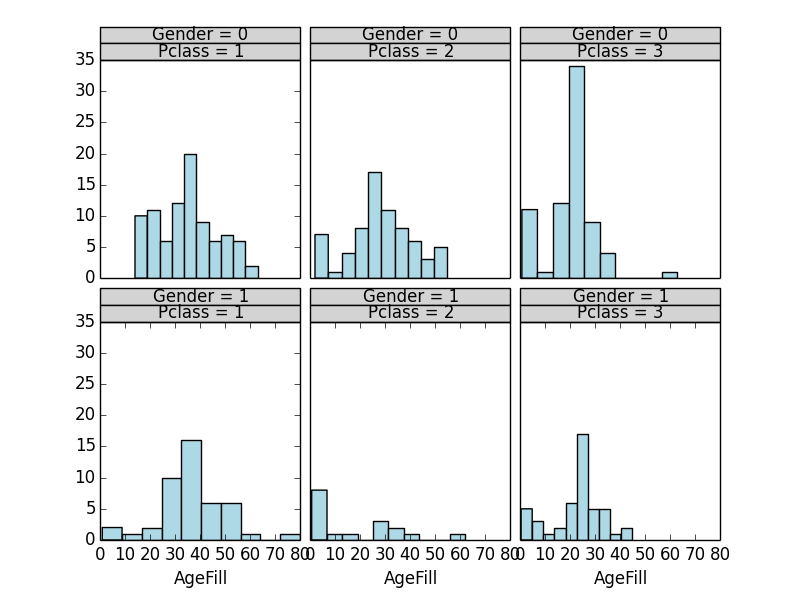 Gender = 0 Gender = 0 Gender = 0
Pclass = 1 Pclass = 2 Pclass = 3
35
30
25
20
15
10
5
0
Gender = 1 Gender = 1 Gender = 1
Pclass = 1 Pclass = 2 Pclass = 3
35
30
25
20
15
10
5
0
0 10 20 30 40 50 60 70 80 0 10 20 30 40 50 60 70 80 0 10 20 30 40 50 60 70 80
AgeFill AgeFill AgeFill